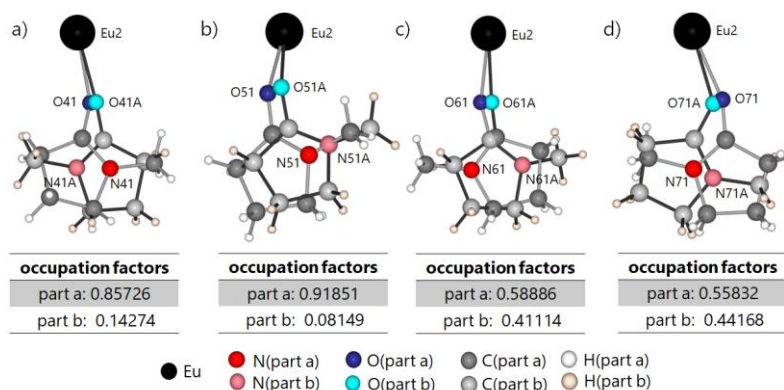 a)
Eu2
O41
O41A
N41A
N41
occupation factors
part a: 0.85726
part b: 0.14274
b)
Eu2
O51
O51A
N51
N51A
occupation factors
part a: 0.91851
part b: 0.08149
c)
Eu2
O61
O61A
N61
N61A
occupation factors
part a: 0.58886
part b: 0.41114
d)
Eu2
O71A
O71
N71
N71A
occupation factors
part a: 0.55832
part b: 0.44168
Eu
N(part a)
O(part a)
C(part a)
H(part a)
N(part b)
O(part b)
C(part b)
H(part b)